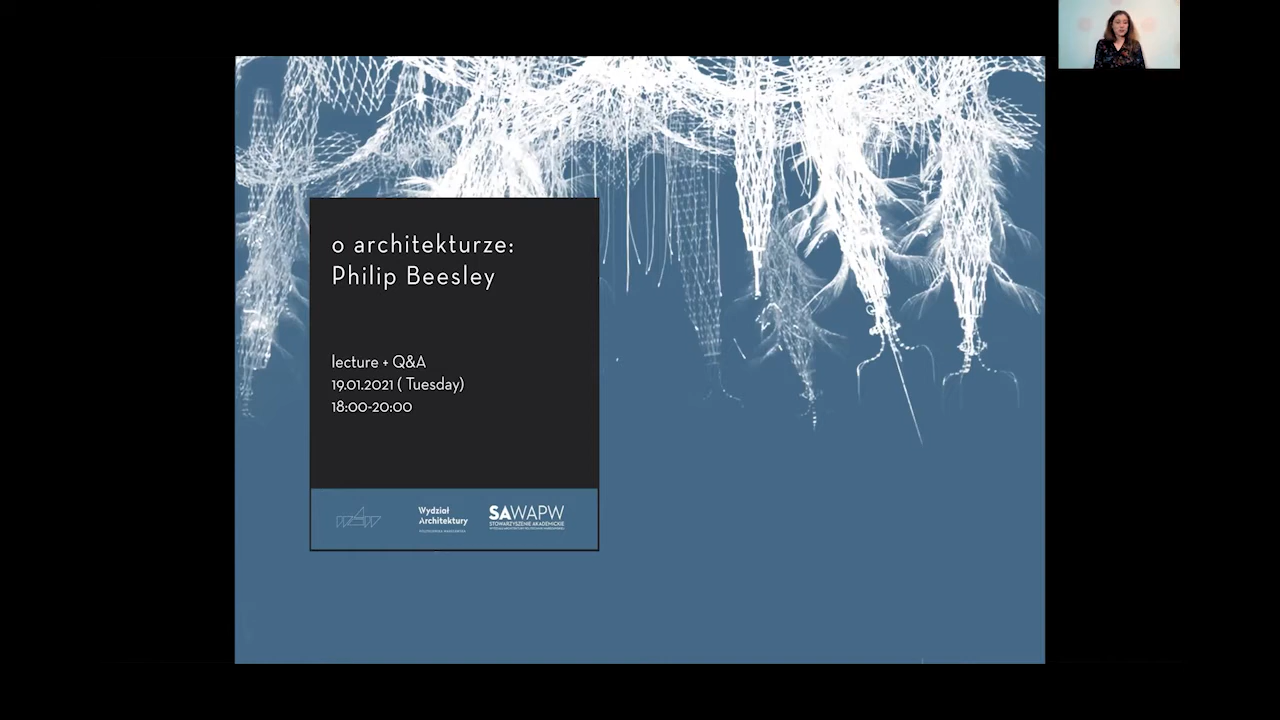 o architekturze:
Philip Beesley
lecture + Q&A
19.01.2021 ( Tuesday)
18:00-20:00
Wydział
Architektury
SAWAPW
STOWARZYSZENIE AKADEMICKIE